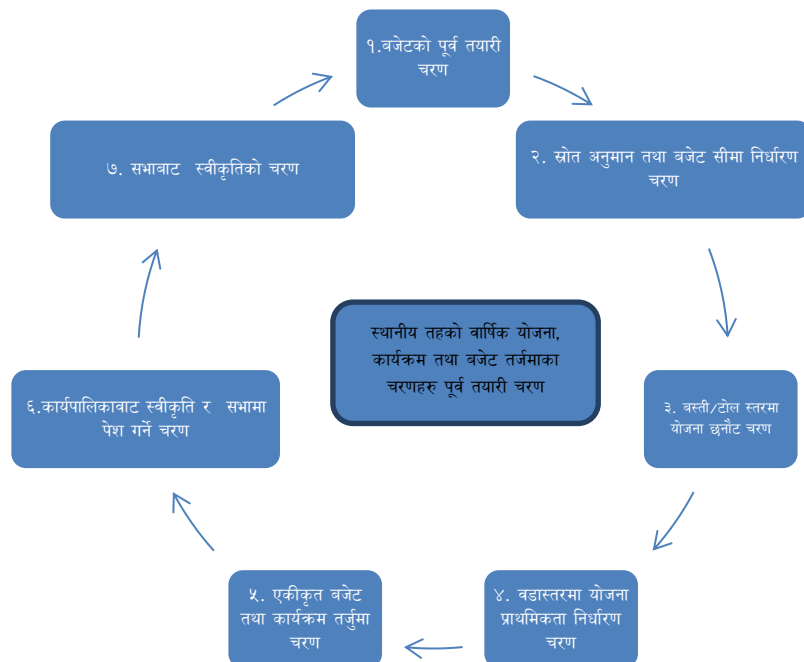 १.बजेटको पूर्व तयारी
चरण
२. स्रोत अनुमान तथा बजेट सीमा निर्धारण
चरण
३. बस्ती/टोल स्तरमा
योजना छनौट चरण
४. वडास्तरमा योजना
प्राथमिकता निर्धारण
चरण
५. एकीकृत बजेट
तथा कार्यक्रम तर्जुमा
चरण
६.कार्यपालिकावाट स्वीकृति र सभामा
पेश गर्ने चरण
७. सभाबाट स्वीकृतिको चरण
स्थानीय तहको वार्षिक योजना,
कार्यक्रम तथा बजेट तर्जमाका
चरणहरु पूर्व तयारी चरण